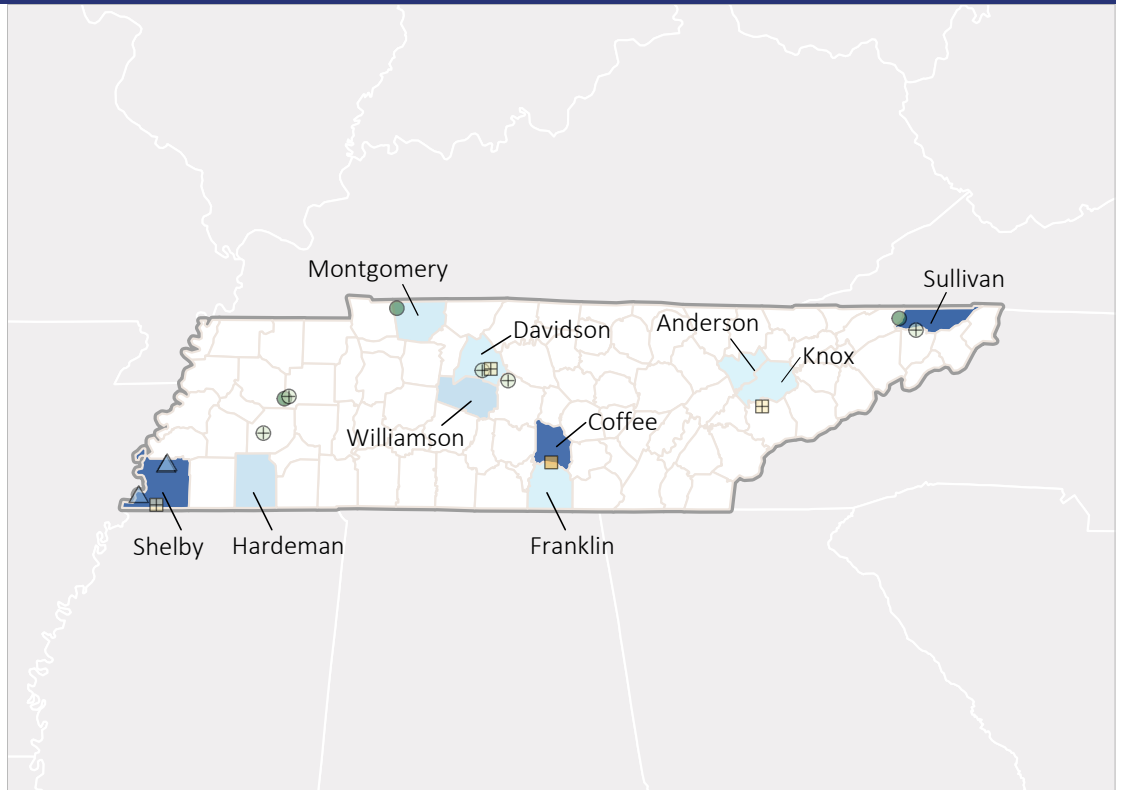 Montgomery
Sullivan
Davidson
Anderson
Knox
Coffee
Williamson
Shelby
Hardeman
Franklin